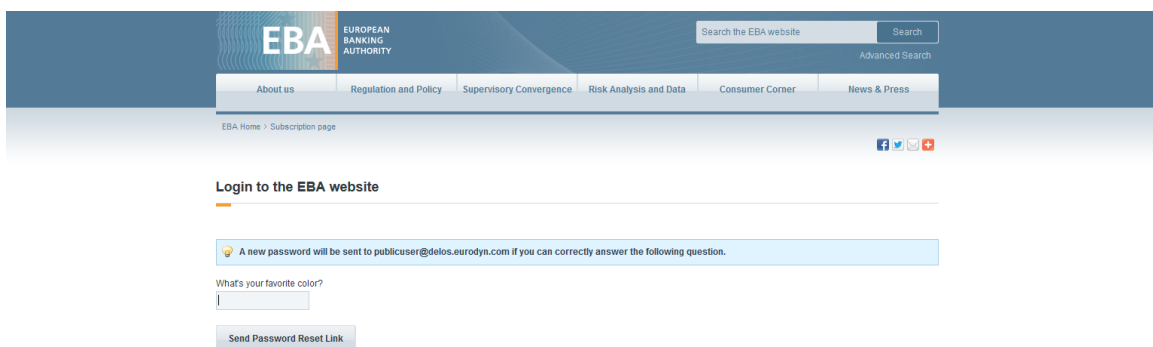 EBA
EUROPEAN
BANKING
AUTHORITY
Search the EBA website
Search
Advanced Search
About us
Regulation and Policy
Supervisory Convergence
Risk Analysis and Data
Consumer Corner
News & Press
EBA Home > Subscription page
Login to the EBA website
A new password will be sent to publicuser@delos.eurodyn.com if you can correctly answer the following question.
What's your favorite color?
Send Password Reset Link